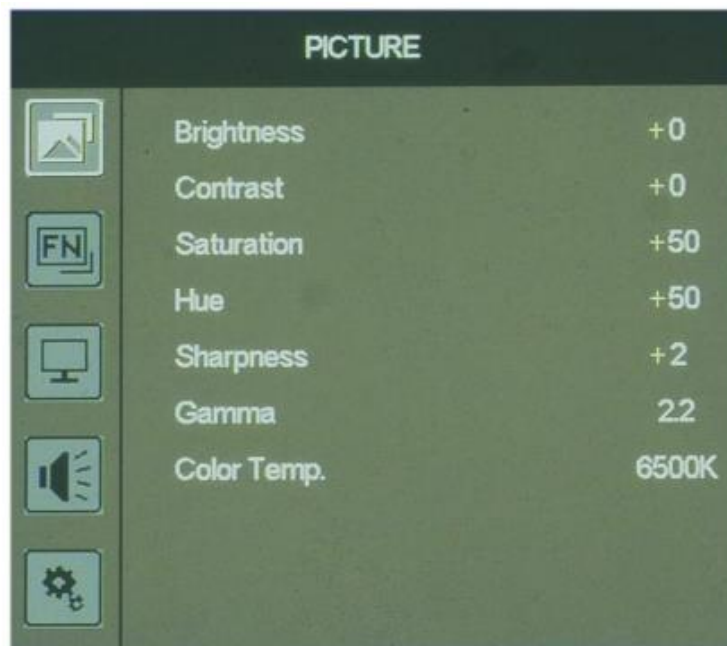 PICTURE
Brightness +0
Contrast +0
FN
Saturation +50
Hue +50
Sharpness +2
Gamma 2.2
Color Temp. 6500K